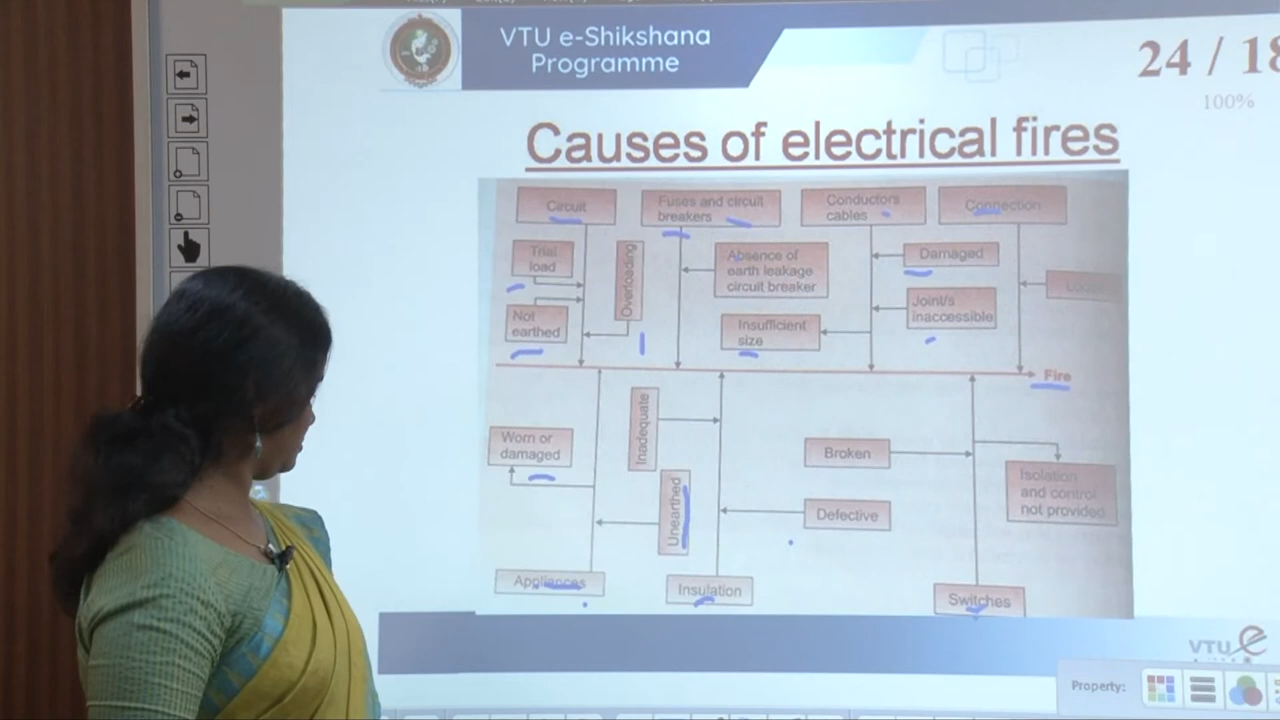 VTU e-Shikshana
Programme
24 / 18
100%
Causes of electrical fires
Circuit
Fuses and circuit
breakers
Conductors
cables
Connection
Trial
load
Overloading
Absence of
earth leakage
circuit breaker
Damaged
Not
earthed
Insufficient
size
Joint/s
inaccessible
Fire
Worn or
damaged
Inadequate
Broken
Isolation
and control
not provided
Unearthed
Defective
Appliances
Insulation
Switches
VTU e
Property: